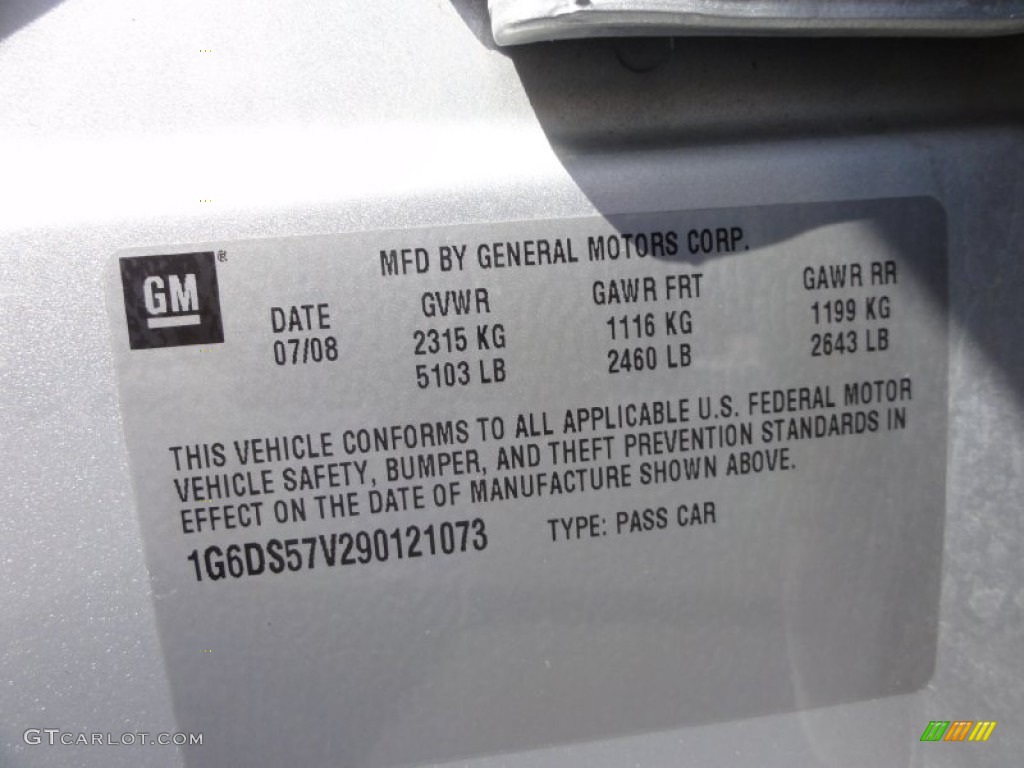 MFD BY GENERAL MOTORS CORP.
GM®
DATE GVWR GAWR FRT GAWR RR
07/08 2315 KG 1116 KG 1199 KG
5103 LB 2460 LB 2643 LB
THIS VEHICLE CONFORMS TO ALL APPLICABLE U.S. FEDERAL MOTOR
VEHICLE SAFETY, BUMPER, AND THEFT PREVENTION STANDARDS IN
EFFECT ON THE DATE OF MANUFACTURE SHOWN ABOVE.
1G6DS57V290121073 TYPE: PASS CAR
GTCARLOT.COM